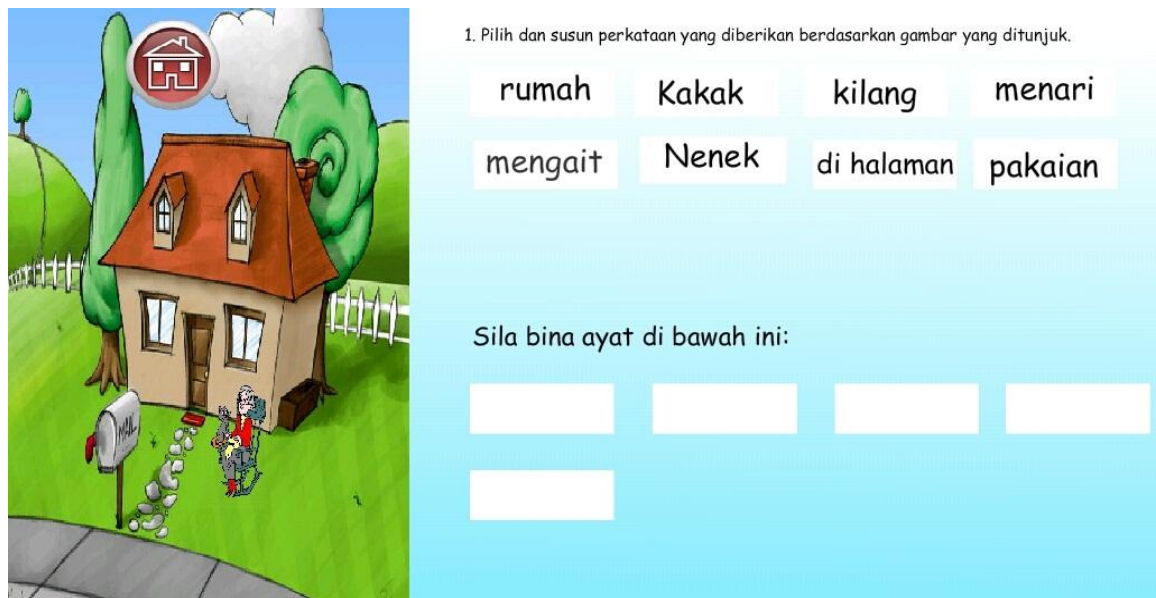 1. Pilih dan susun perkataan yang diberikan berdasarkan gambar yang ditunjuk.
rumah Kakak kilang menari
mengait Nenek di halaman pakaian
Sila bina ayat di bawah ini:
MAIL